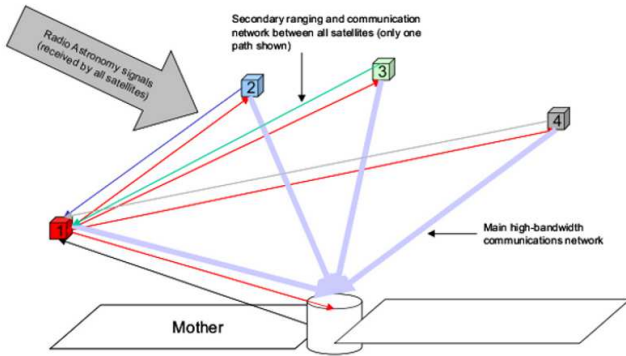 Secondary ranging and communication
network between all satellites (only one
path shown)
Radio Astronomy signals
(received by all satellites)
2
3
4
1
Main high-bandwidth
communications network
Mother